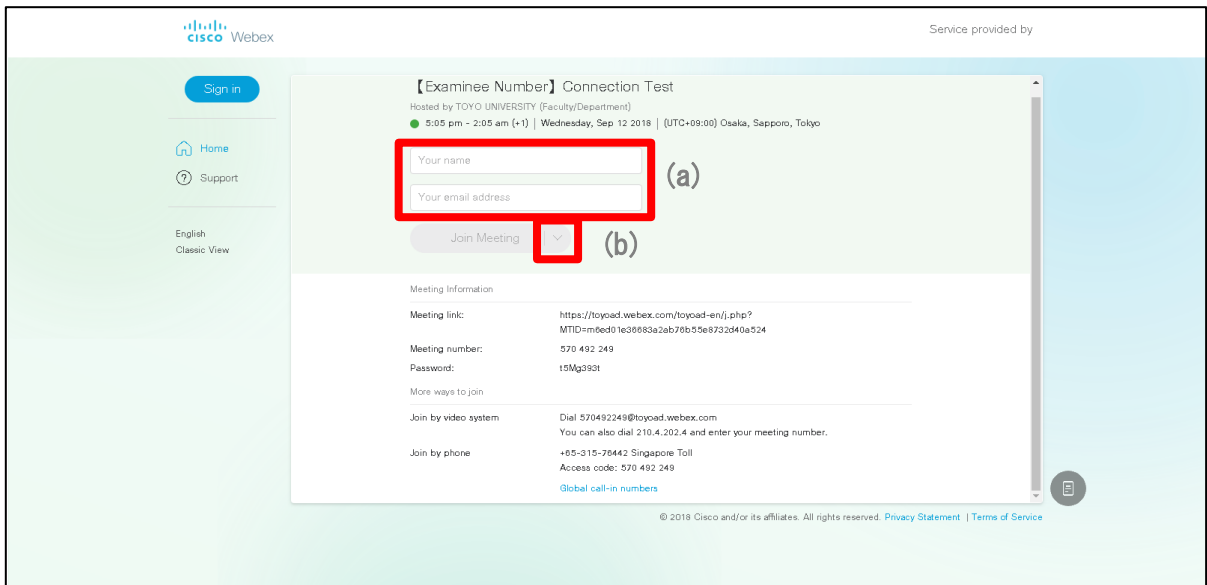 CISCO Webex
Service provided by
Sign in
Home
Support
English
Classic View
【Examinee Number】Connection Test
Hosted by TOYO UNIVERSITY (Faculty/Department)
5:05 pm - 2:05 am (+1) | Wednesday, Sep 12 2018 | (UTC+09:00) Osaka, Sapporo, Tokyo
Your name
Your email address
(a)
Join Meeting
(b)
Meeting Information
Meeting link: https://toyoad.webex.com/toyoad-en/j.php?
MTID=m6ed01e36683a2ab76b55e8732d40a524
Meeting number: 570 492 249
Password: t5Mg393t
More ways to join
Join by video system Dial 570492249@toyoad.webex.com
You can also dial 210.4.202.4 and enter your meeting number.
Join by phone +65-315-76442 Singapore Toll
Access code: 570 492 249
Global call-in numbers
© 2018 Cisco and/or its affiliates. All rights reserved. Privacy Statement | Terms of Service